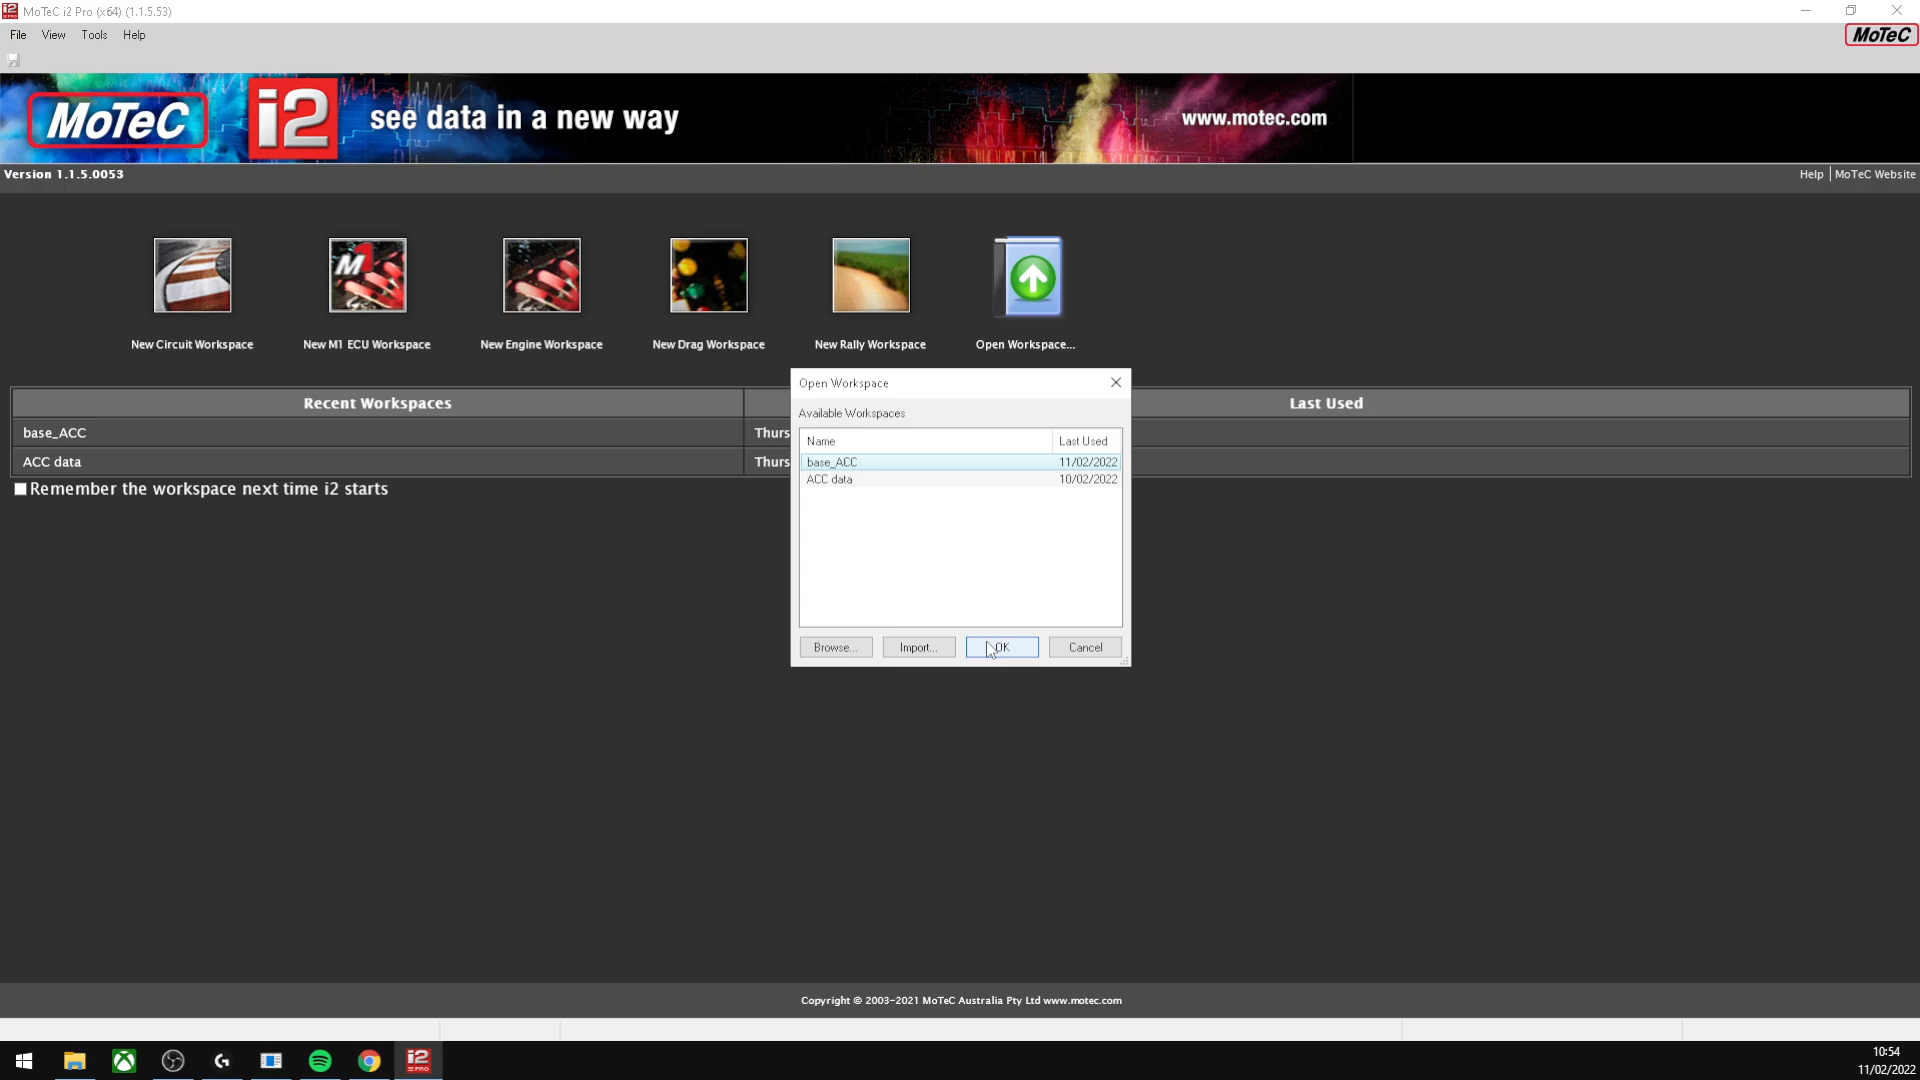 MoTeC i2 Pro (x64) (1.1.5.53)
File View Tools Help
MoTeC
MoTeC i2 see data in a new way www.motec.com
Version 1.1.5.0053
Help | MoTeC Website
M1
New Circuit Workspace New M1 ECU Workspace New Engine Workspace New Drag Workspace New Rally Workspace Open Workspace...
Recent Workspaces Last Used
base_ACC Thurs
ACC data Thurs
Remember the workspace next time i2 starts
Open Workspace
Available Workspaces
Name Last Used
base_ACC 11/02/2022
ACC data 10/02/2022
Browse... Import... OK Cancel
Copyright © 2003-2021 MoTeC Australia Pty Ltd www.motec.com
i2 PRO
10:54
11/02/2022